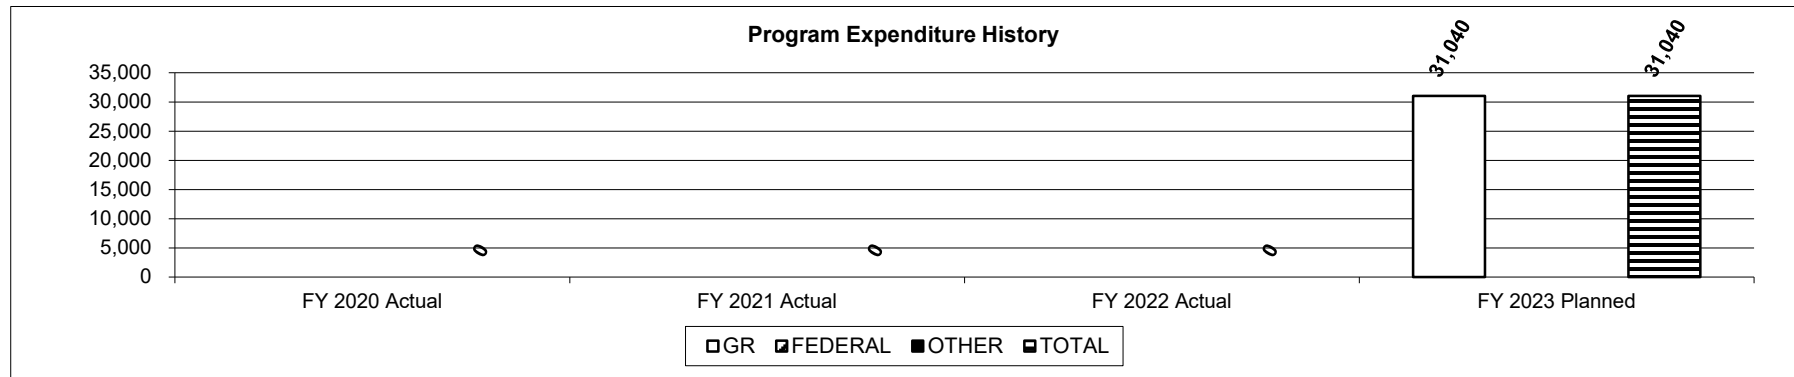 Program Expenditure History
31,040
31,040
35,000
30,000
25,000
20,000
15,000
10,000
5,000
0
0
0
0
FY 2020 Actual
FY 2021 Actual
FY 2022 Actual
FY 2023 Planned
GR FEDERAL OTHER TOTAL